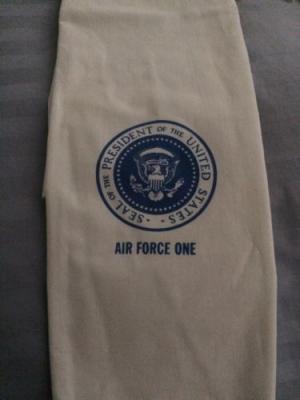 SEAL OF THE PRESIDENT OF THE UNITED STATES
AIR FORCE ONE